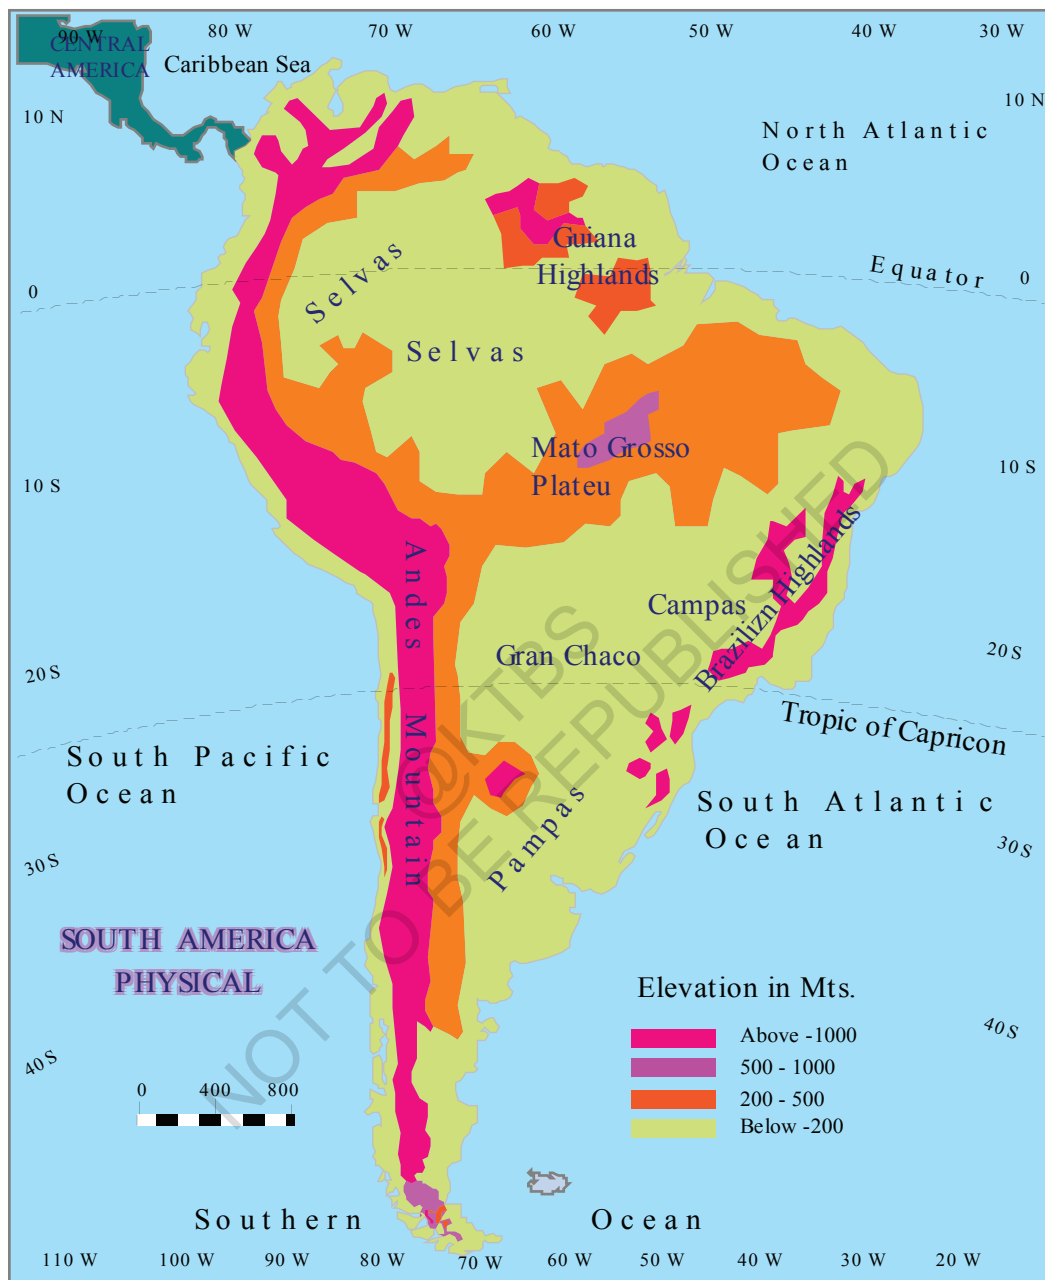 90 W
80 W
70 W
60 W
50 W
40 W
30 W
CENTRAL
AMERICA
Caribbean Sea
10 N
10 N
North Atlantic
Ocean
Guiana
Highlands
Equator
0
0
Selvas
Selvas
Mato Grosso
Plateu
10 S
10 S
Andes Mountain
Brazilizn Highlands
Campas
Gran Chaco
20 S
20 S
Tropic of Capricon
South Pacific
Ocean
South Atlantic
Ocean
Pampas
30 S
30 S
@KTBS
NOT TO BE REPUBLISHED
SOUTH AMERICA
PHYSICAL
Elevation in Mts.
Above -1000
500 - 1000
200 - 500
Below -200
40 S
40 S
0 400 800
Southern Ocean
110 W
100 W
90 W
80 W
70 W
60 W
50 W
40 W
30 W
20 W